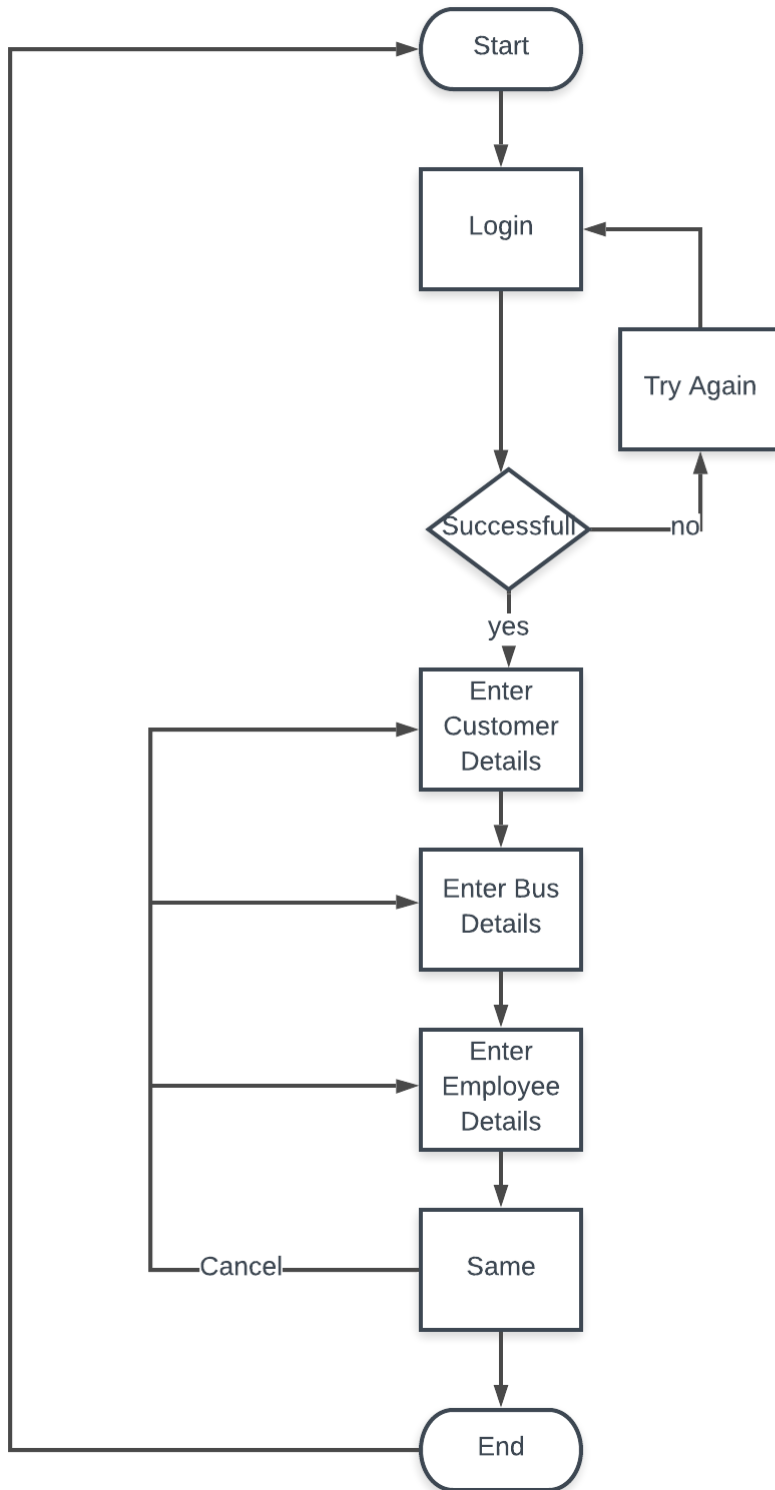 Start
Login
Try Again
Successfull
no
yes
Enter
Customer
Details
Enter Bus
Details
Enter
Employee
Details
Cancel
Same
End